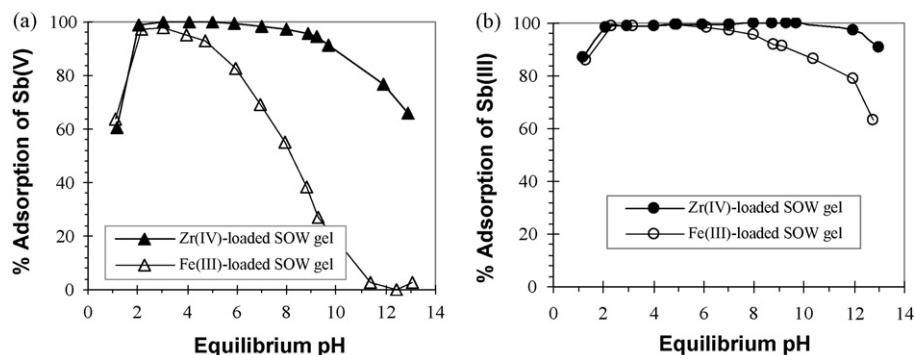 (a)
% Adsorption of Sb(V)
100
80
60
40
20
0
Zr(IV)-loaded SOW gel
Fe(III)-loaded SOW gel
0 2 4 6 8 10 12 14
Equilibrium pH
(b)
% Adsorption of Sb(III)
100
80
60
40
20
0
Zr(IV)-loaded SOW gel
Fe(III)-loaded SOW gel
0 2 4 6 8 10 12 14
Equilibrium pH